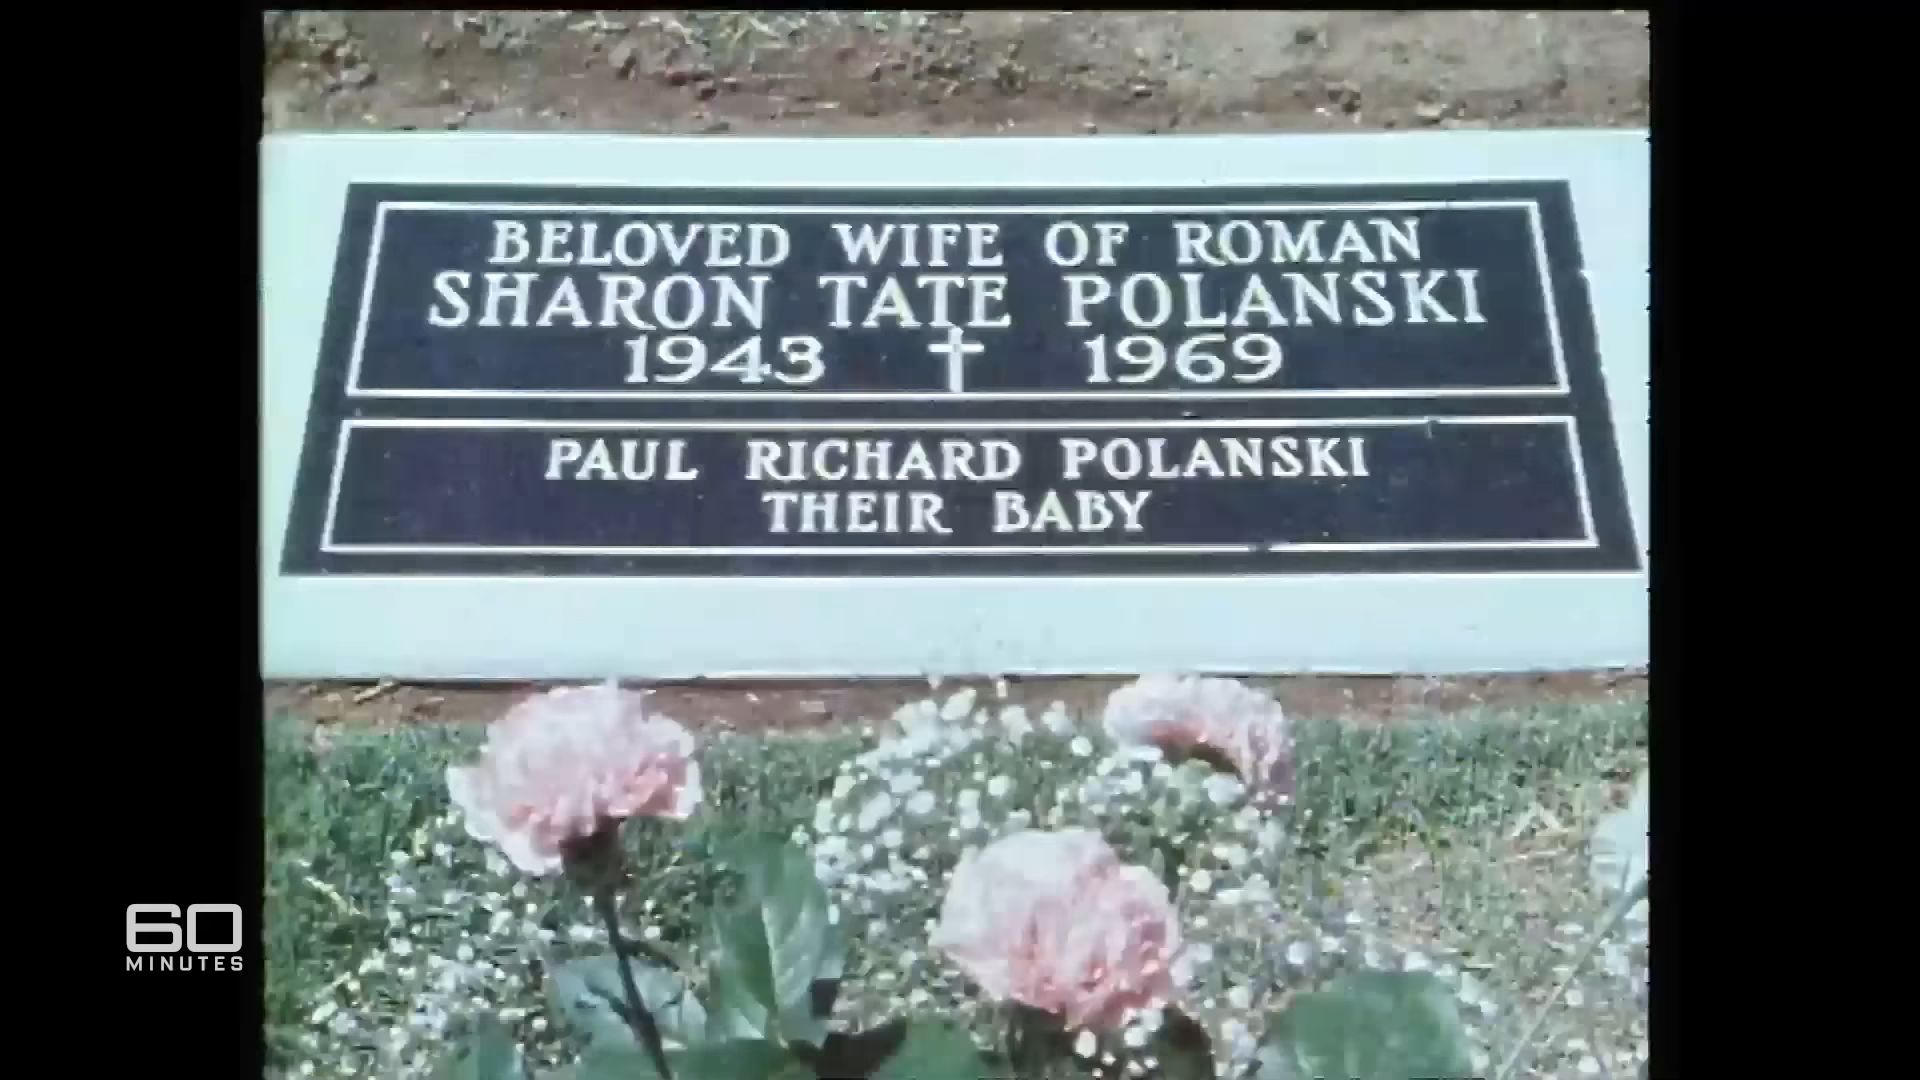 BELOVED WIFE OF ROMAN
SHARON TATE POLANSKI
1943 1969
PAUL RICHARD POLANSKI
THEIR BABY
60
MINUTES